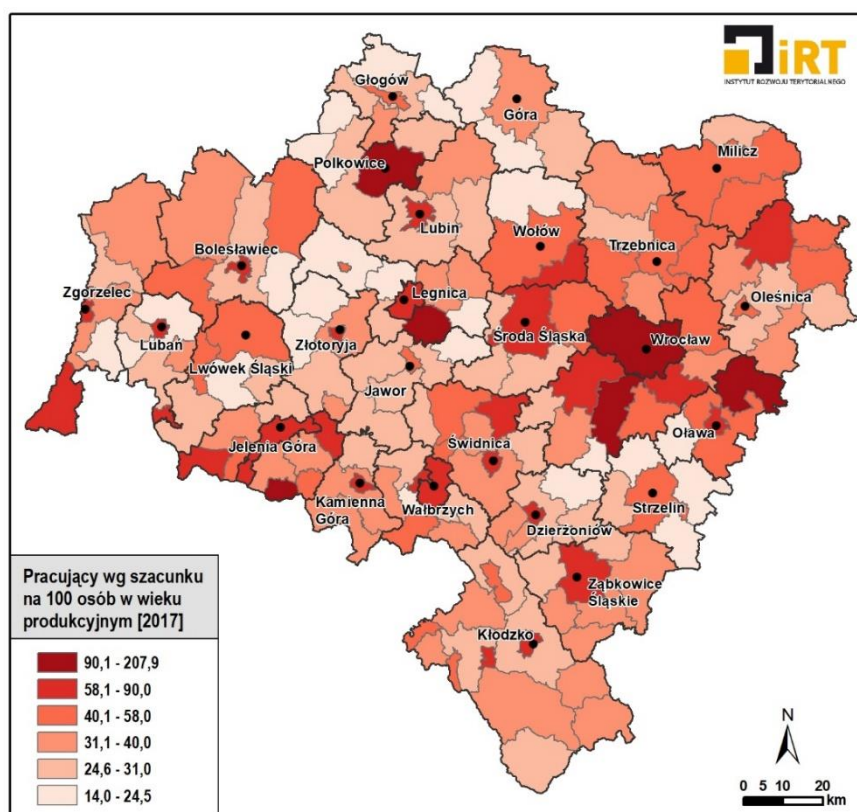 iRT
INSTYTUT ROZWOJU TERYTORIALNEGO
Głogów
Góra
Polkowice
Milicz
Lubin
Wołów
Trzebnica
Bolesławiec
Zgorzelec
Legnica
Oleśnica
Lubań
Złotoryja
Środa Śląska
Wrocław
Lwówek Śląski
Jawor
Jelenia Góra
Świdnica
Oława
Kamienna
Góra
Wałbrzych
Strzelin
Dzierżoniów
Ząbkowice
Śląskie
Kłodzko
Pracujący wg szacunku
na 100 osób w wieku
produkcyjnym [2017]
90,1 - 207,9
58,1 - 90,0
40,1 - 58,0
31,1 - 40,0
24,6 - 31,0
14,0 - 24,5
N
0 5 10 20
km